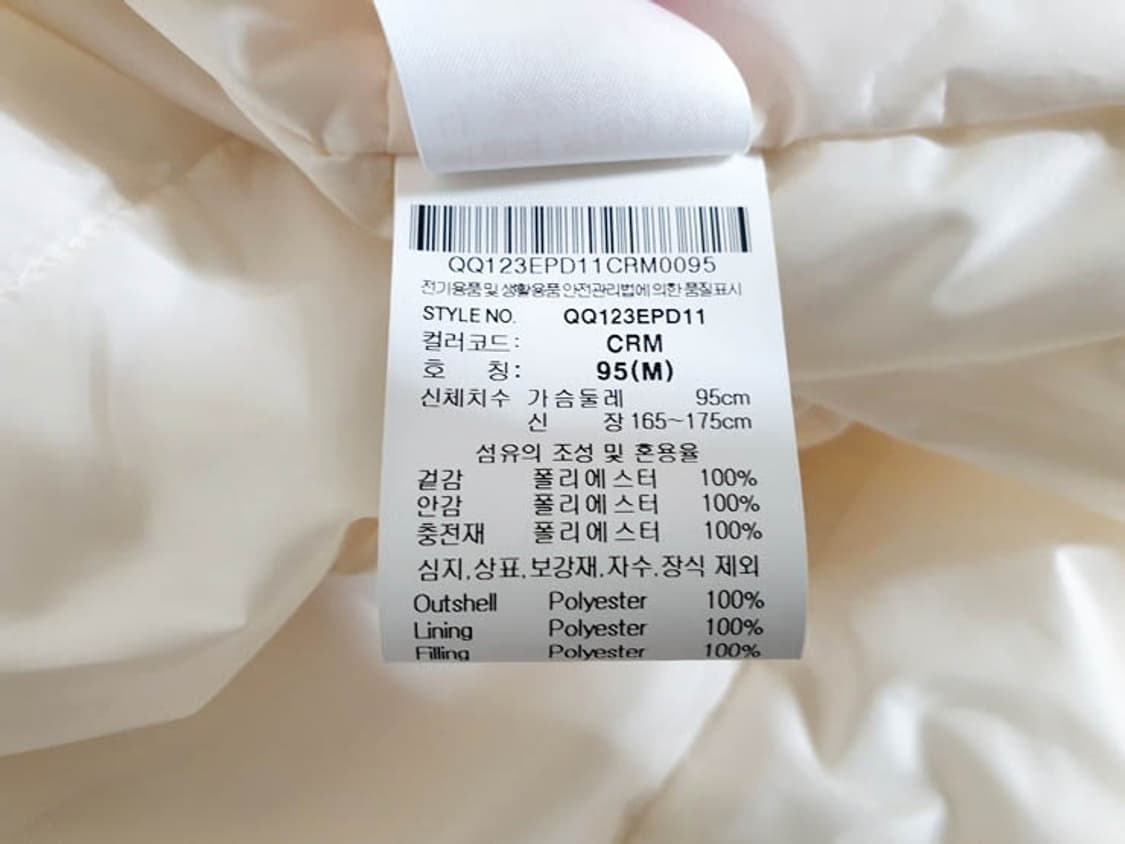 QQ123EPD11CRM0095
전기용품 및 생활용품 안전관리법에 의한 품질표시
STYLE NO. QQ123EPD11
컬러코드: CRM
호 칭: 95(M)
신체치수 가슴둘레 95cm
신 장 165~175cm
섬유의 조성 및 혼용율
겉감 폴리에스터 100%
안감 폴리에스터 100%
충전재 폴리에스터 100%
심지.상표.보강재.자수.장식 제외
Outshell Polyester 100%
Lining Polyester 100%
Filling Polyester 100%